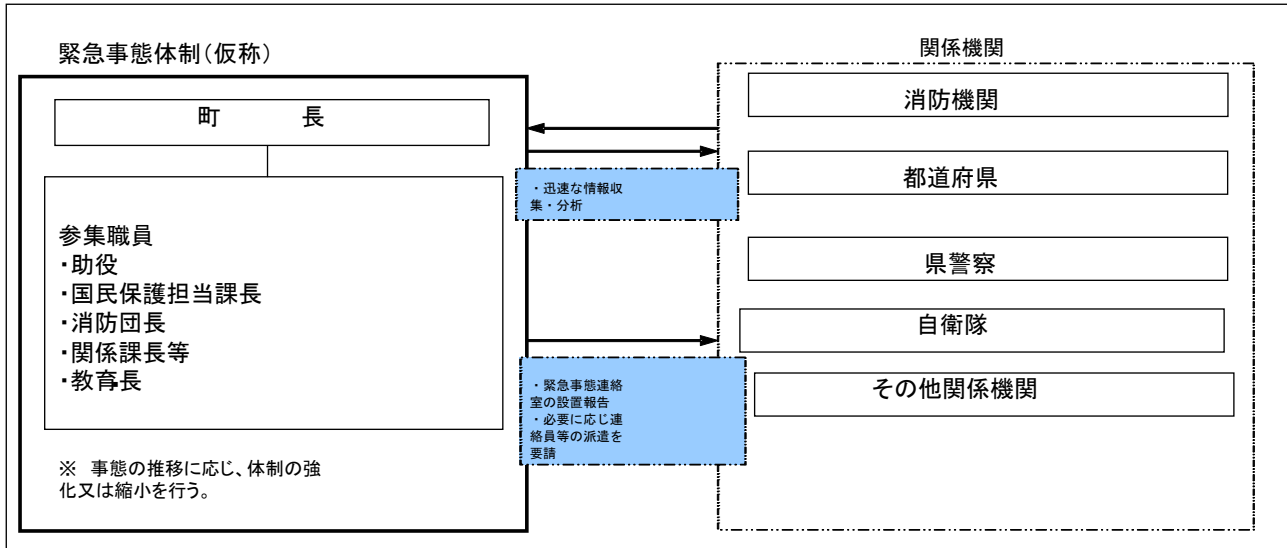 緊急事態体制(仮称)
町　　　長
参集職員
・助役
・国民保護担当課長
・消防団長
・関係課長等
・教育長
※　事態の推移に応じ、体制の強
化又は縮小を行う。
・迅速な情報収
集・分析
・緊急事態連絡
室の設置報告
・必要に応じ連
絡員等の派遣を
要請
関係機関
消防機関
都道府県
県警察
自衛隊
その他関係機関